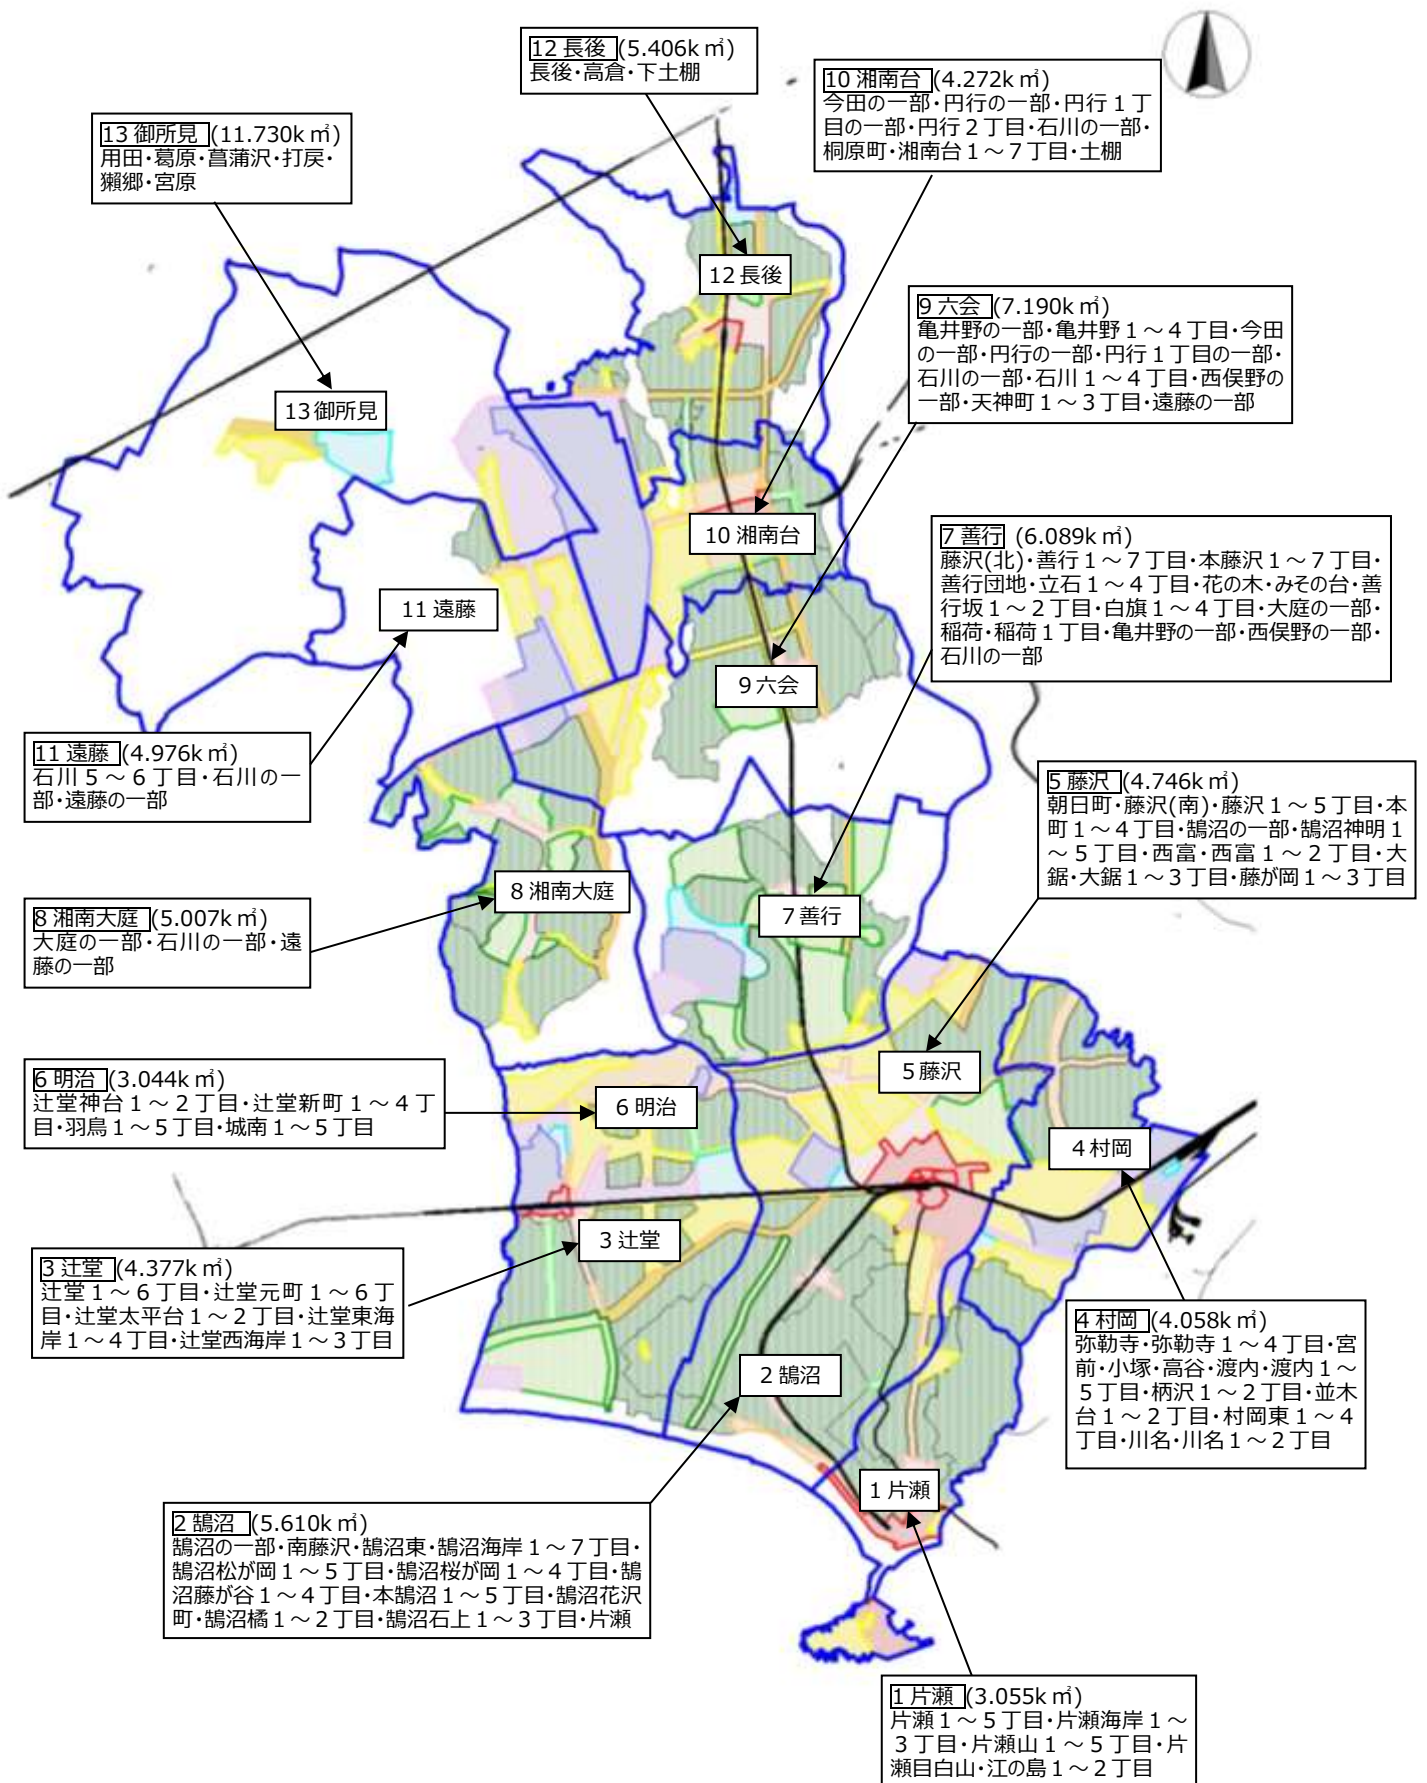 12 長後 (5.406k㎡)
長後・高倉・下土棚
10 湘南台 (4.272k㎡)
今田の一部・円行の一部・円行１丁
目の一部・円行２丁目・石川の一部・
桐原町・湘南台１～７丁目・土棚
13 御所見 (11.730k㎡)
用田・葛原・菖蒲沢・打戻・
獺郷・宮原
12 長後
9 六会 (7.190k㎡)
亀井野の一部・亀井野１～４丁目・今田
の一部・円行の一部・円行１丁目の一部・
石川の一部・石川１～４丁目・西俣野の
一部・天神町１～３丁目・遠藤の一部
13 御所見
10 湘南台
7 善行 (6.089k㎡)
藤沢(北)・善行１～７丁目・本藤沢１～７丁目・
善行団地・立石１～４丁目・花の木・みその台・善
行坂１～２丁目・白旗１～４丁目・大庭の一部・
稲荷・稲荷１丁目・亀井野の一部・西俣野の一部・
石川の一部
11 遠藤
9 六会
11 遠藤 (4.976k㎡)
石川５～６丁目・石川の一
部・遠藤の一部
5 藤沢 (4.746k㎡)
朝日町・藤沢(南)・藤沢１～５丁目・本
町１～４丁目・鵠沼の一部・鵠沼神明１
～５丁目・西富・西富１～２丁目・大
鋸・大鋸１～３丁目・藤が岡１～３丁目
8 湘南大庭
7 善行
8 湘南大庭 (5.007k㎡)
大庭の一部・石川の一部・遠
藤の一部
5 藤沢
6 明治 (3.044k㎡)
辻堂神台１～２丁目・辻堂新町１～４丁
目・羽鳥１～５丁目・城南１～５丁目
6 明治
4 村岡
3 辻堂
3 辻堂 (4.377k㎡)
辻堂１～６丁目・辻堂元町１～６丁
目・辻堂太平台１～２丁目・辻堂東海
岸１～４丁目・辻堂西海岸１～３丁目
4 村岡 (4.058k㎡)
弥勒寺・弥勒寺１～４丁目・宮
前・小塚・高谷・渡内・渡内１～
５丁目・柄沢１～２丁目・並木
台１～２丁目・村岡東１～４
丁目・川名・川名１～２丁目
2 鵠沼
1 片瀬
2 鵠沼 (5.610k㎡)
鵠沼の一部・南藤沢・鵠沼東・鵠沼海岸１～７丁目・
鵠沼松が岡１～５丁目・鵠沼桜が岡１～４丁目・鵠
沼藤が谷１～４丁目・本鵠沼１～５丁目・鵠沼花沢
町・鵠沼橘１～２丁目・鵠沼石上１～３丁目・片瀬
1 片瀬 (3.055k㎡)
片瀬１～５丁目・片瀬海岸１～
３丁目・片瀬山１～５丁目・片
瀬目白山・江の島１～２丁目